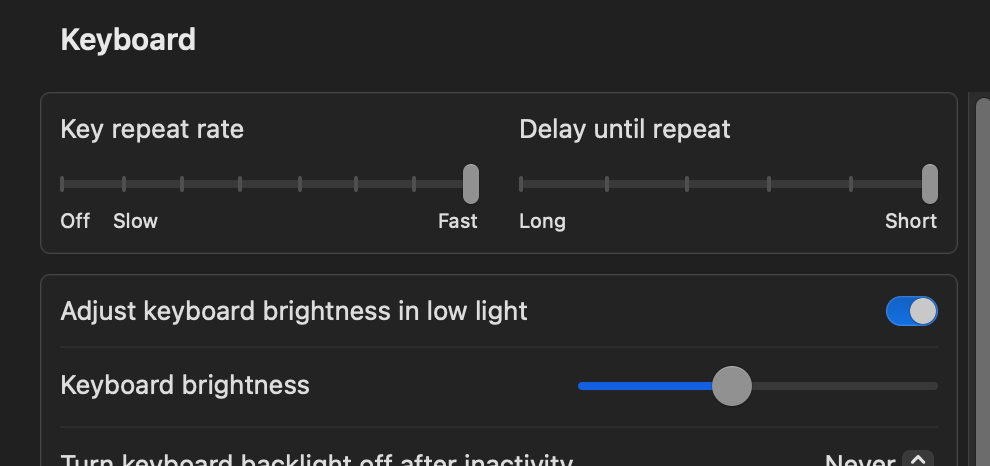 Keyboard
Key repeat rate Delay until repeat
Off Slow Fast Long Short
Adjust keyboard brightness in low light
Keyboard brightness
Turn keyboard backlight off after inactivity Never